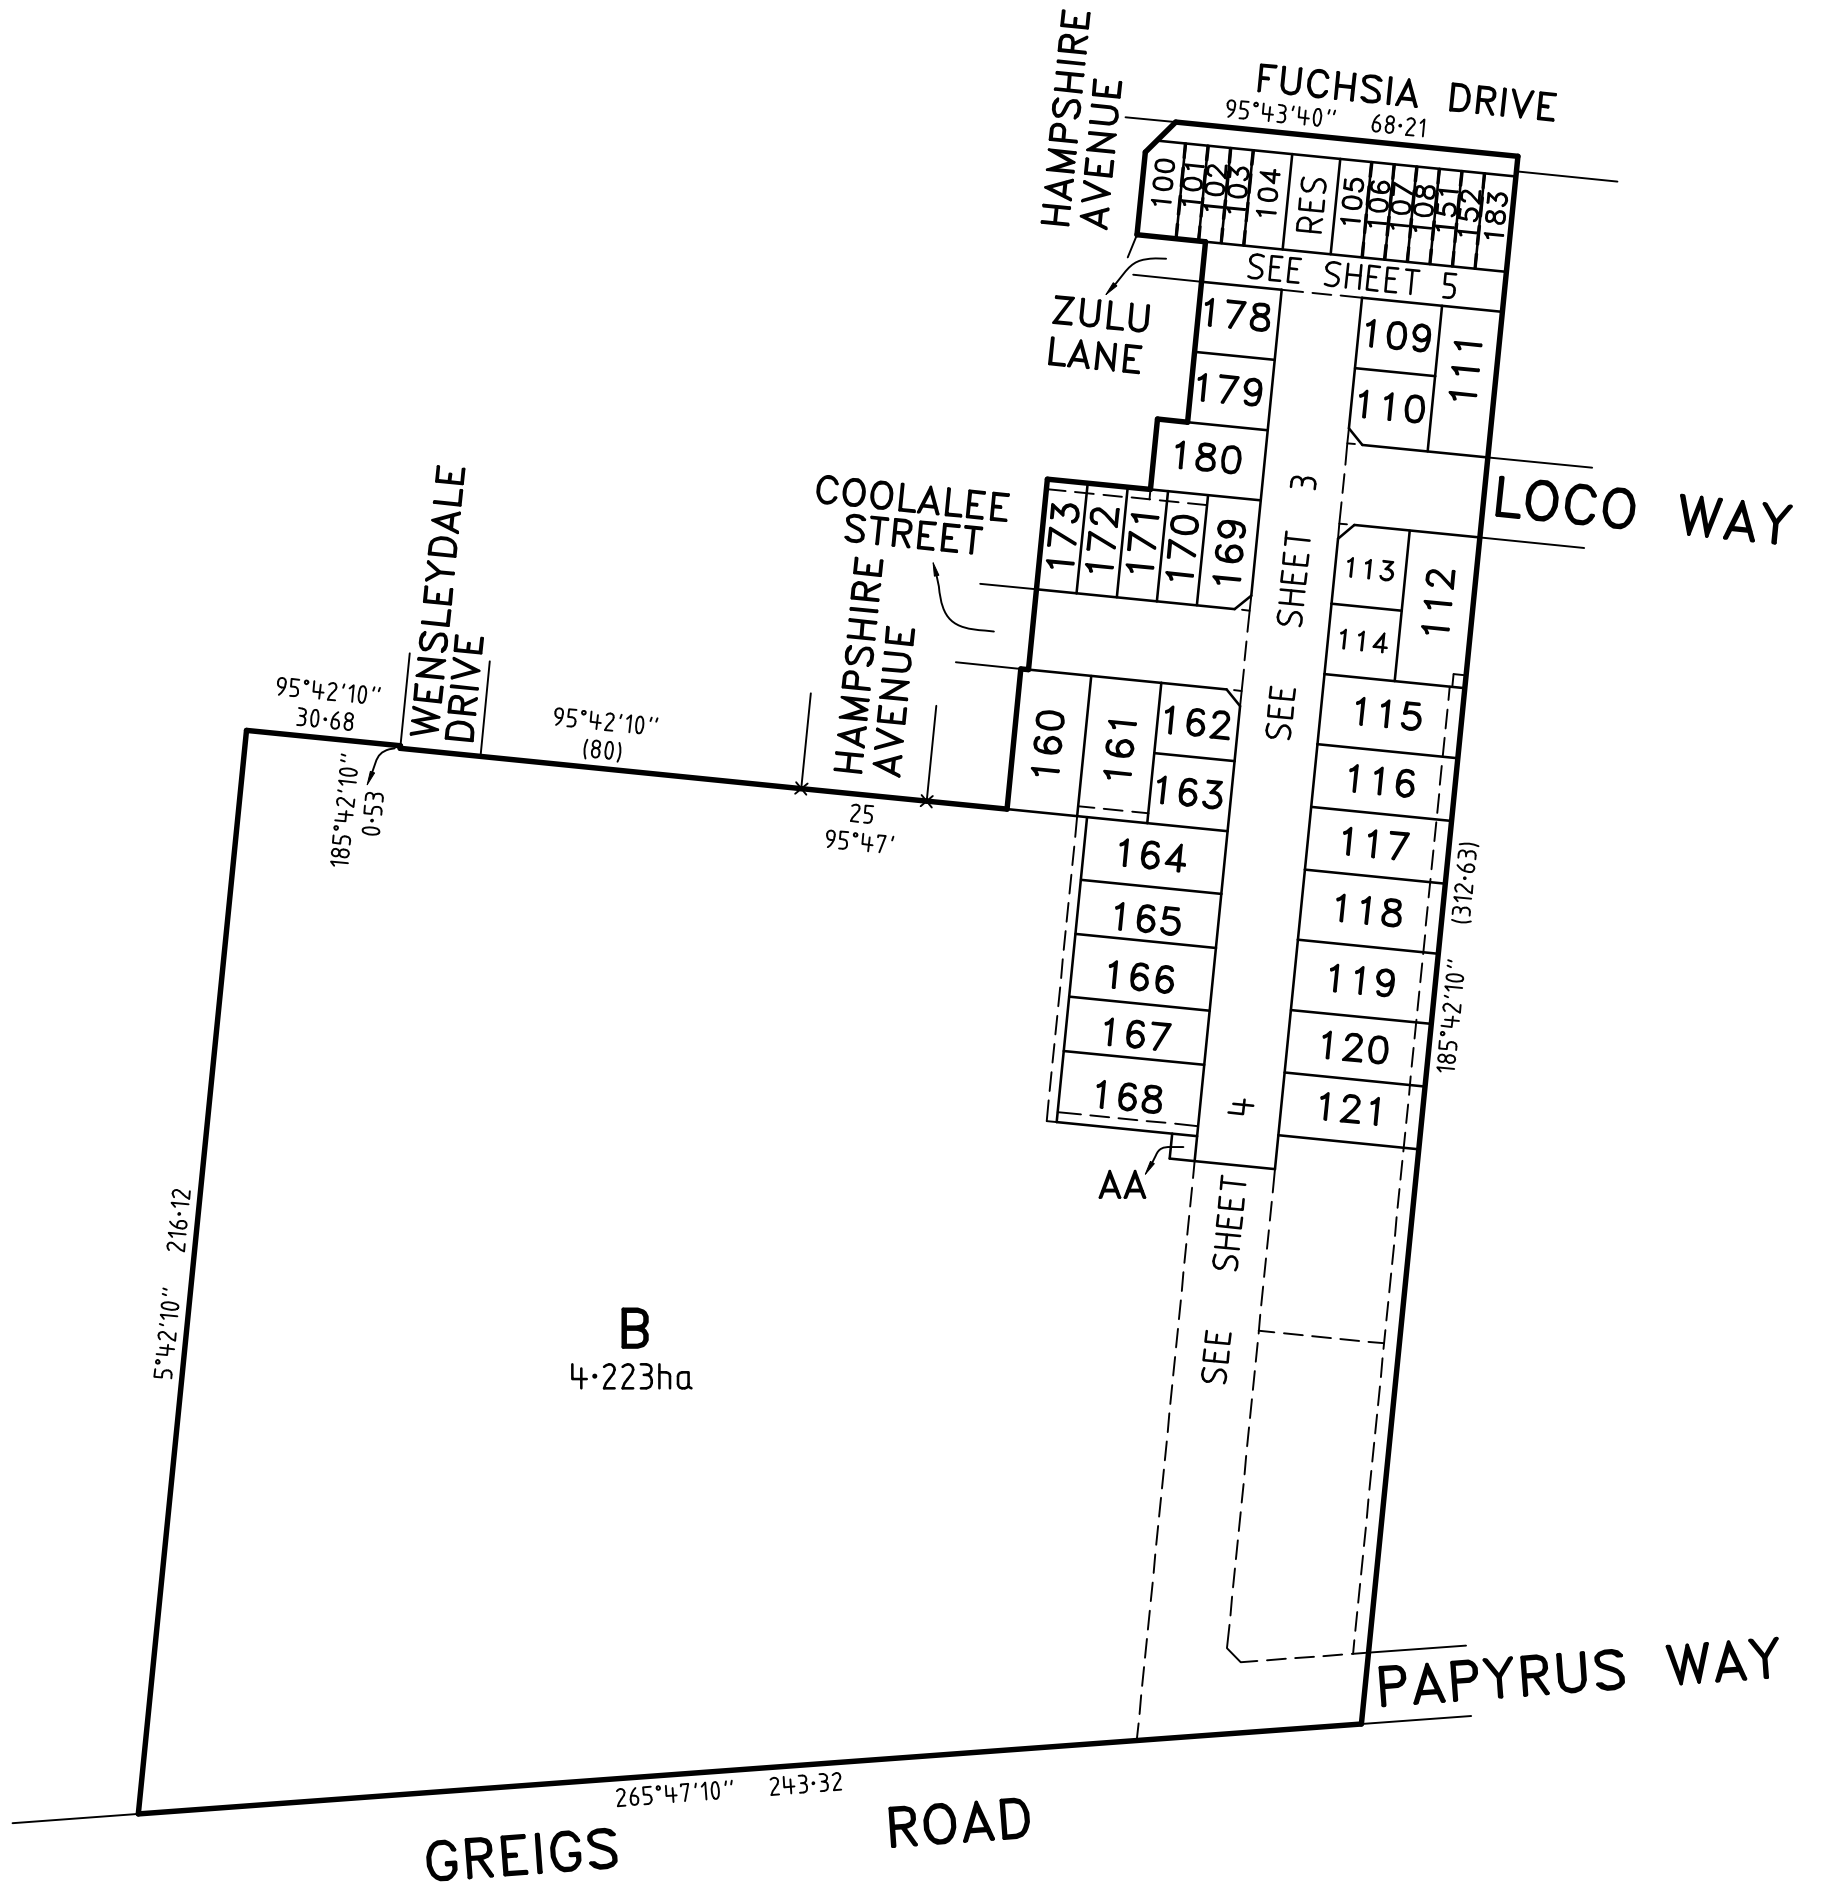 HAMPSHIRE
AVENUE
FUCHSIA DRIVE
95°43'40" 68·21
100
101
102
103
104
RES
105
106
107
108
151
152
183
SEE SHEET 5
ZULU
LANE
178
179
180
109
110
111
LOCO WAY
COOLALEE
STREET
173
172
171
170
169
SEE SHEET 3
113
114
112
WENSLEYDALE
DRIVE
HAMPSHIRE
AVENUE
95°42'10"
30·68
185°42'10"
0·53
95°42'10"
(80)
25
95°47'
160
161
162
163
164
165
166
167
168
115
116
117
118
119
120
121
(312·63)
185°42'10"
AA
SEE SHEET 4
5°42'10" 216·12
B
4·223ha
PAPYRUS WAY
265°47'10" 243·32
GREIGS ROAD